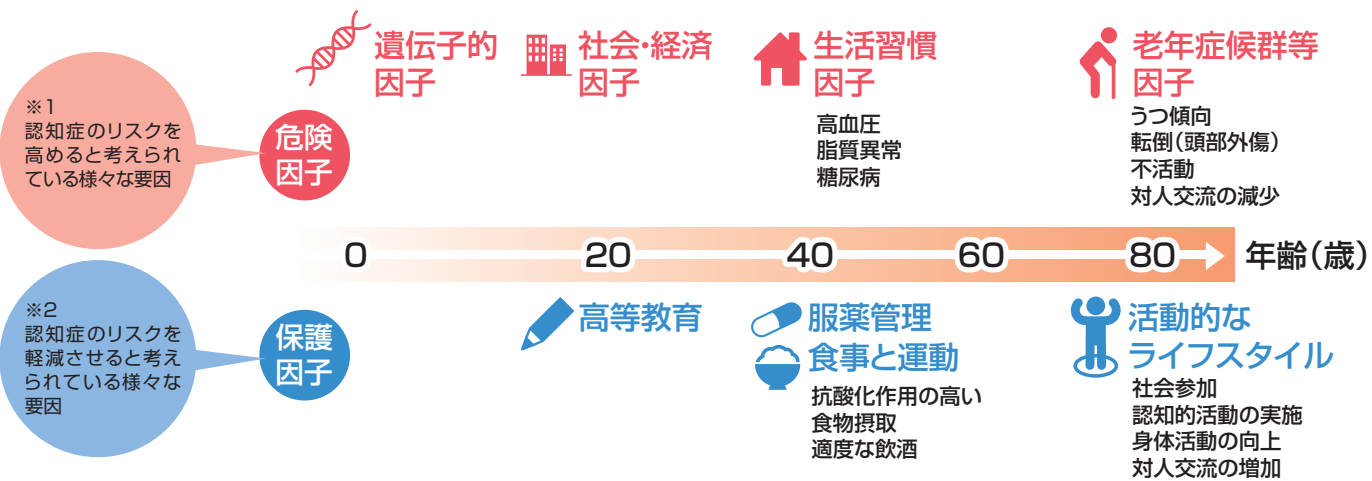 遺伝子的
因子
社会・経済
因子
生活習慣
因子
高血圧
脂質異常
糖尿病
老年症候群等
因子
うつ傾向
転倒(頭部外傷)
不活動
対人交流の減少
※1
認知症のリスクを
高めると考えられ
ている様々な要因
危険
因子
0 20 40 60 80 年齢(歳)
※2
認知症のリスクを
軽減させると考え
られている様々な
要因
保護
因子
高等教育
服薬管理
食事と運動
抗酸化作用の高い
食物摂取
適度な飲酒
活動的な
ライフスタイル
社会参加
認知的活動の実施
身体活動の向上
対人交流の増加